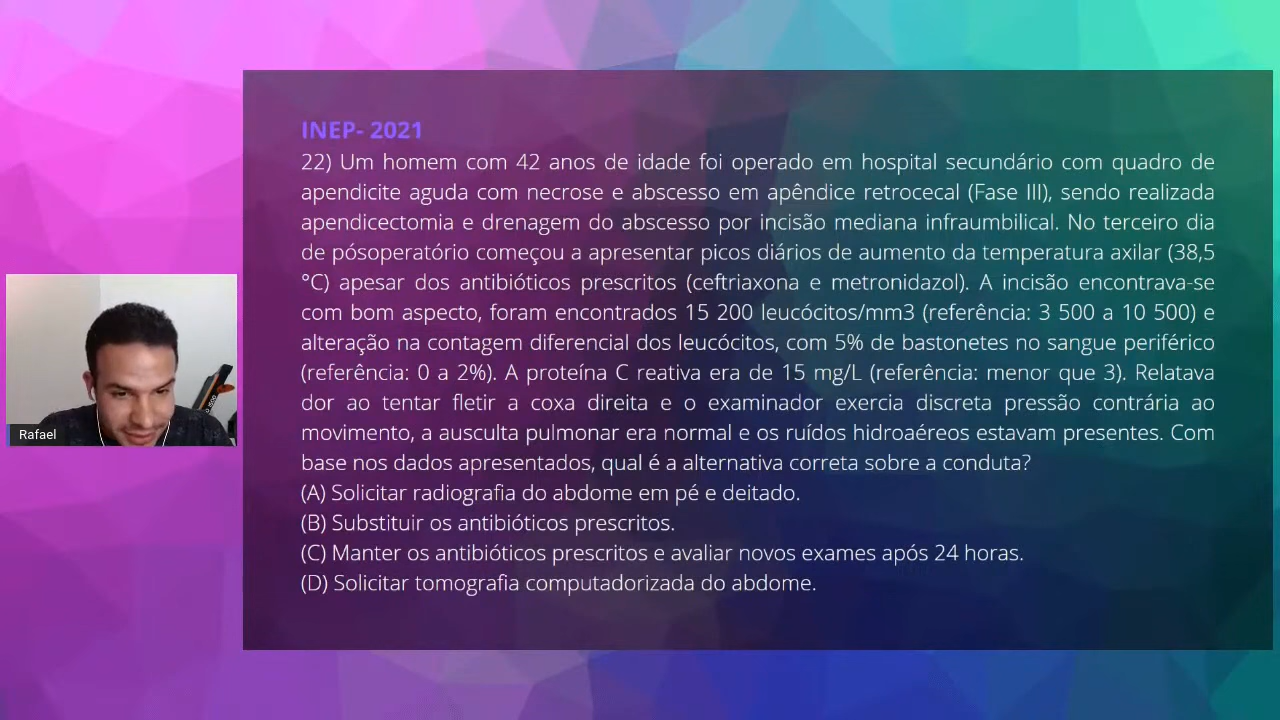 INEP- 2021
22) Um homem com 42 anos de idade foi operado em hospital secundário com quadro de
apendicite aguda com necrose e abscesso em apêndice retrocecal (Fase III), sendo realizada
apendicectomia e drenagem do abscesso por incisão mediana infraumbilical. No terceiro dia
de pósoperatório começou a apresentar picos diários de aumento da temperatura axilar (38,5
°C) apesar dos antibióticos prescritos (ceftriaxona e metronidazol). A incisão encontrava-se
com bom aspecto, foram encontrados 15 200 leucócitos/mm3 (referência: 3 500 a 10 500) e
alteração na contagem diferencial dos leucócitos, com 5% de bastonetes no sangue periférico
(referência: 0 a 2%). A proteína C reativa era de 15 mg/L (referência: menor que 3). Relatava
dor ao tentar fletir a coxa direita e o examinador exercia discreta pressão contrária ao
movimento, a ausculta pulmonar era normal e os ruídos hidroaéreos estavam presentes. Com
base nos dados apresentados, qual é a alternativa correta sobre a conduta?
(A) Solicitar radiografia do abdome em pé e deitado.
(B) Substituir os antibióticos prescritos.
(C) Manter os antibióticos prescritos e avaliar novos exames após 24 horas.
(D) Solicitar tomografia computadorizada do abdome.
Rafael